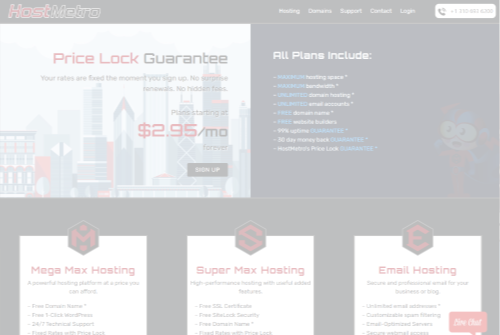 HostMetro
Hosting Domains Support Contact Login
Price Lock Guarantee
Your rates are fixed the moment you sign up. No surprise
renewals. No hidden fees.
Plans starting at
$2.95/mo
forever
SIGN UP
All Plans Include:
- MAXIMUM hosting space *
- MAXIMUM bandwidth *
- UNLIMITED domain hosting *
- UNLIMITED email accounts *
- FREE domain name *
- FREE website builders
- 99% uptime GUARANTEE *
- 30 day money back GUARANTEE *
- HostMetro's Price Lock GUARANTEE *
M
Mega Max Hosting
A powerful hosting platform at a price you
can afford.
- Free Domain Name *
- Free 1-Click WordPress
- 24/7 Technical Support
- Fixed Rates with Price Lock
S
Super Max Hosting
High-performance hosting with useful added
features.
- Free SSL Certificate
- Free SiteLock Security
- Free Domain Name *
- Fixed Rates with Price Lock
E
Email Hosting
Secure and professional email for your
business or blog.
- Unlimited email addresses *
- Customizable spam filtering
- Email-Optimized Servers
- Secure webmail access
Live Chat